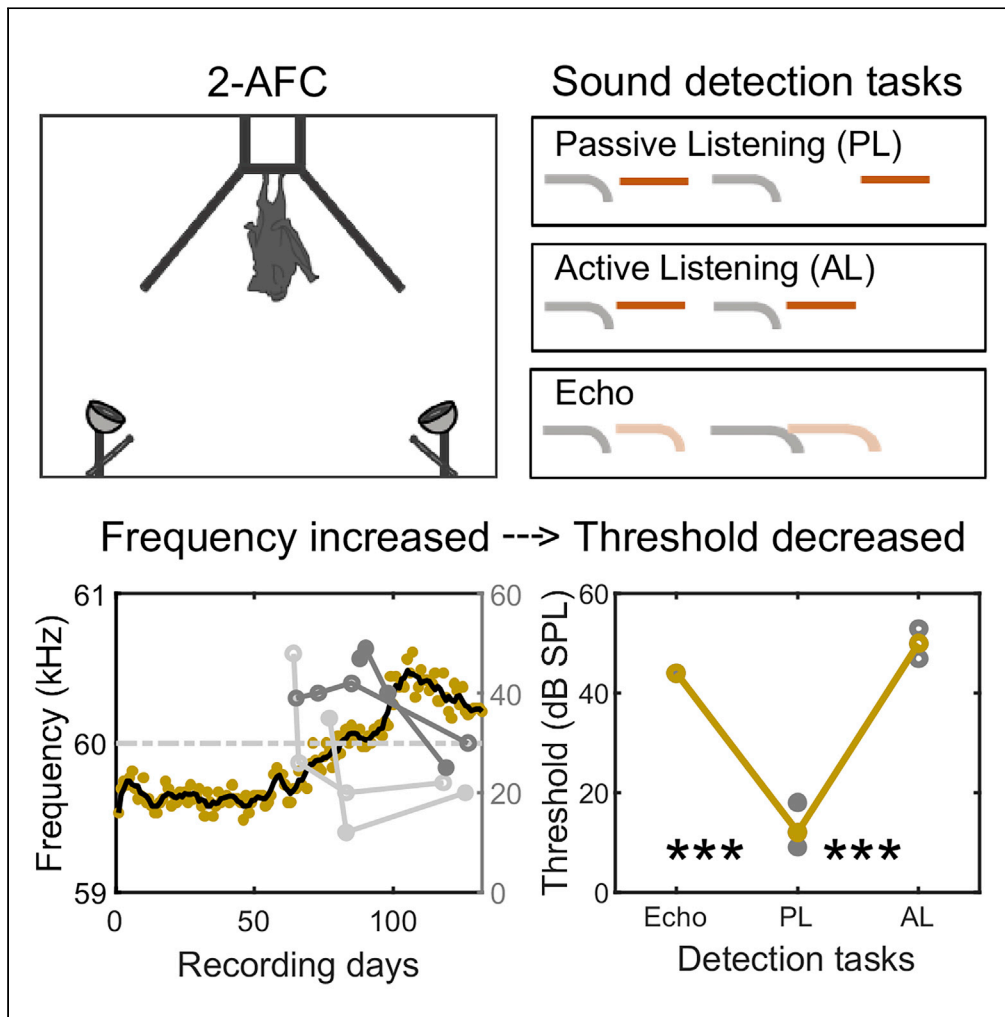 2-AFC
Sound detection tasks
Passive Listening (PL)
Active Listening (AL)
Echo
Frequency increased ---> Threshold decreased
61
60
59
Frequency (kHz)
0
50
100
Recording days
60
40
20
0
60
40
20
0
Threshold (dB SPL)
***
***
Echo
PL
AL
Detection tasks